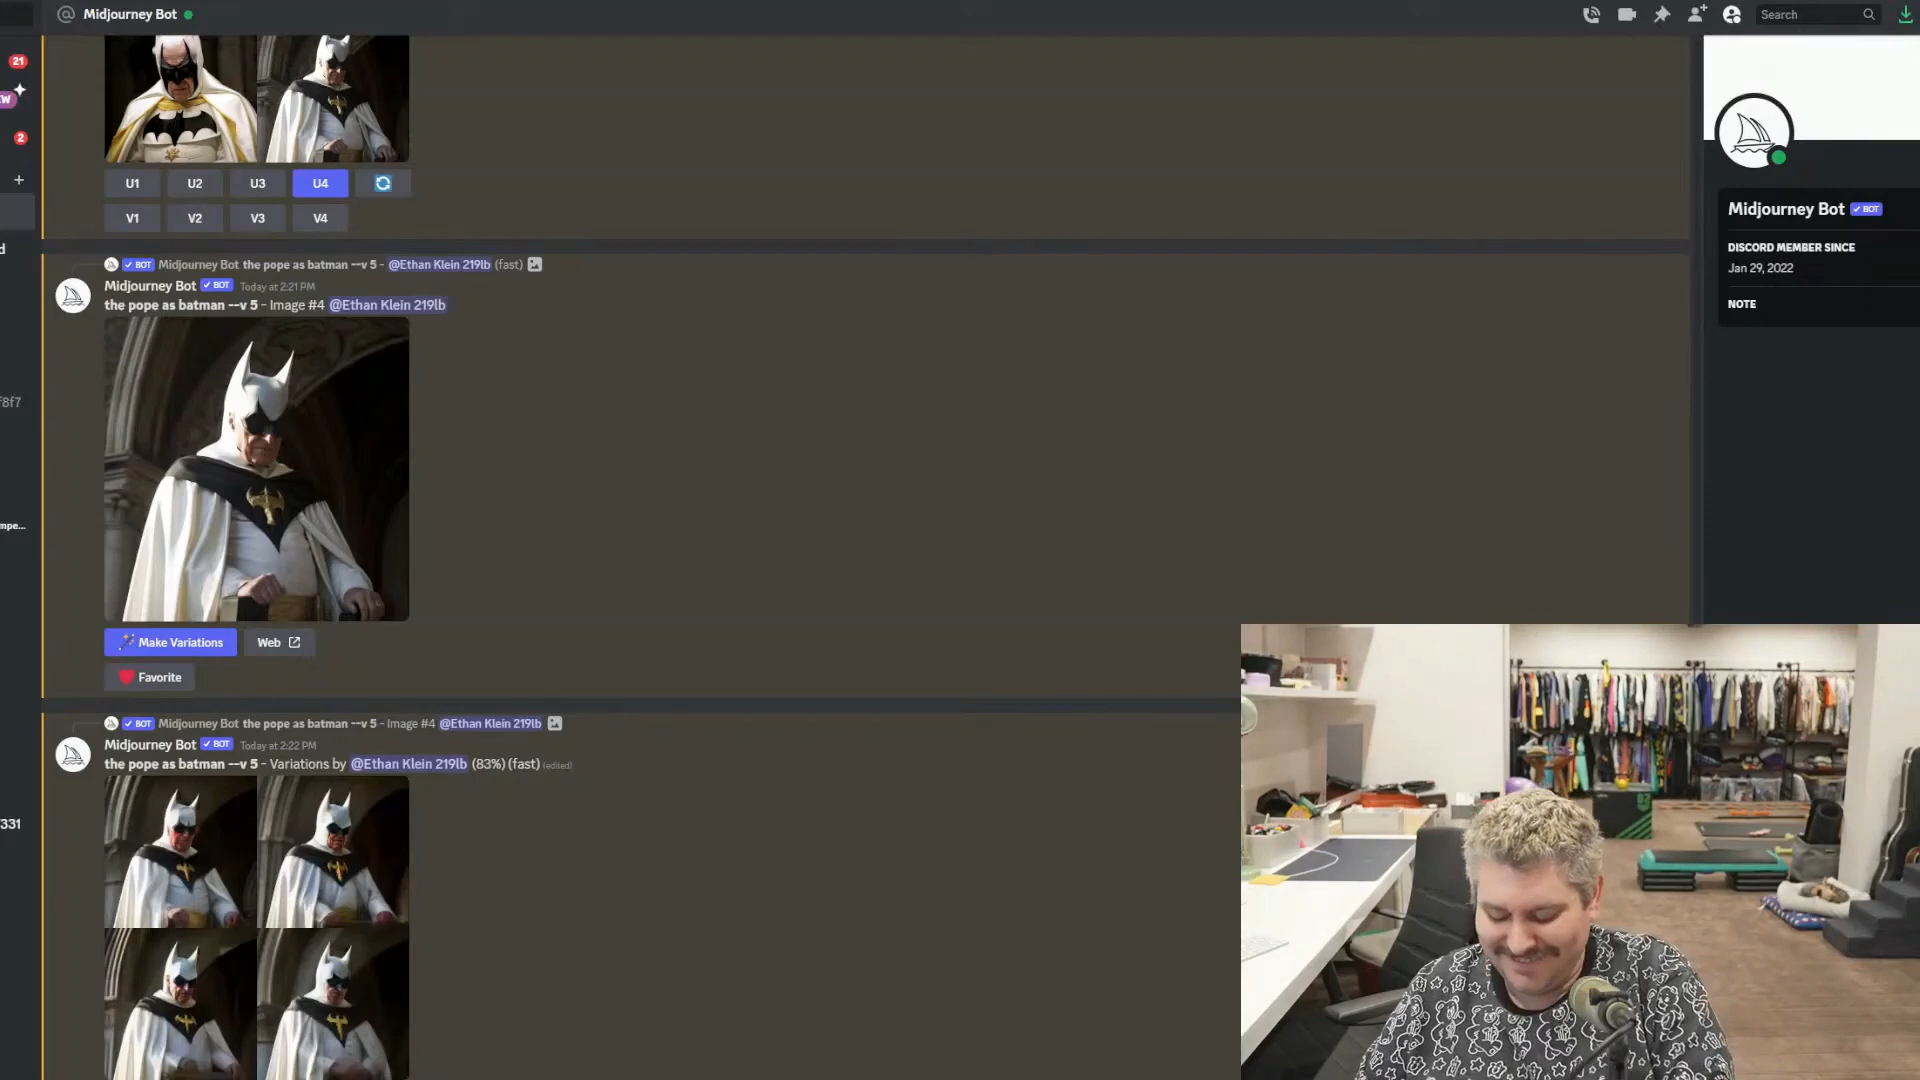 Midjourney Bot
Search
21
2
U1 U2 U3 U4
V1 V2 V3 V4
BOT Midjourney Bot the pope as batman --v 5 - @Ethan Klein 219lb (fast)
Midjourney Bot BOT Today at 2:21 PM
the pope as batman --v 5 - Image #4 @Ethan Klein 219lb
Make Variations Web
Favorite
BOT Midjourney Bot the pope as batman --v 5 - Image #4 @Ethan Klein 219lb
Midjourney Bot BOT Today at 2:22 PM
the pope as batman --v 5 - Variations by @Ethan Klein 219lb (83%) (fast) (edited)
Midjourney Bot BOT
DISCORD MEMBER SINCE
Jan 29, 2022
NOTE
d
f8f7
mpe...
331